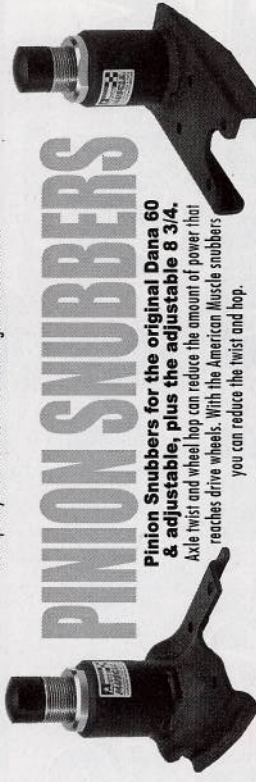 PINION SNUBBERS
Pinion Snubbers for the original Dana 60
& adjustable, plus the adjustable 8 3/4.
Axle twist and wheel hop can reduce the amount of power that
reaches drive wheels. With the American Muscle snubbers
you can reduce the twist and hop.